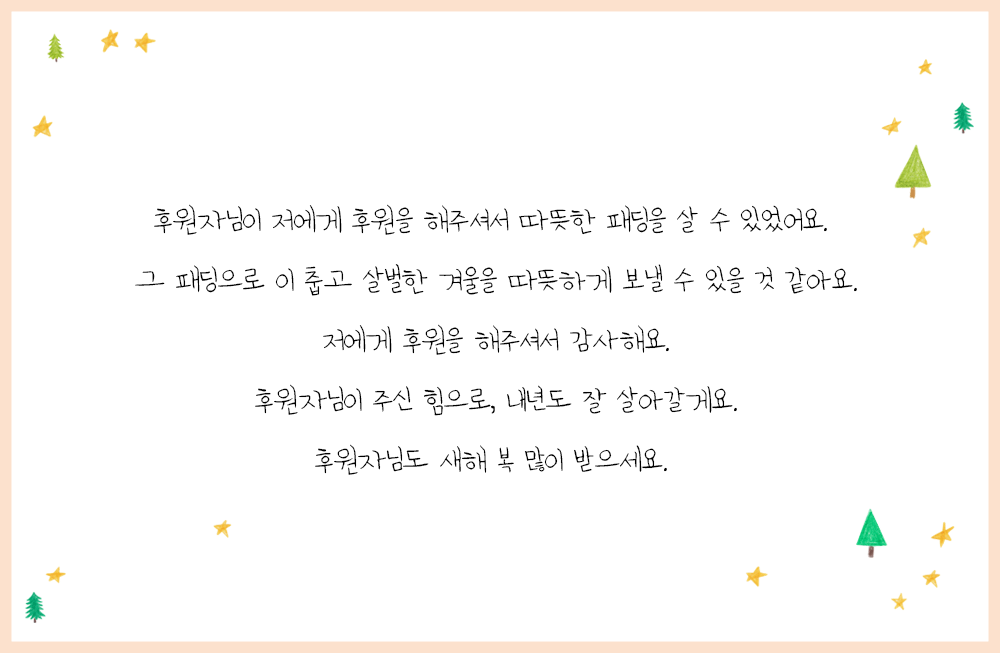 후원자님이 저에게 후원을 해주셔서 따뜻한 패딩을 살 수 있었어요.
그 패딩으로 이 춥고 살벌한 겨울을 따뜻하게 보낼 수 있을 것 같아요.
저에게 후원을 해주셔서 감사해요.
후원자님이 주신 힘으로, 내년도 잘 살아갈게요.
후원자님도 새해 복 많이 받으세요.